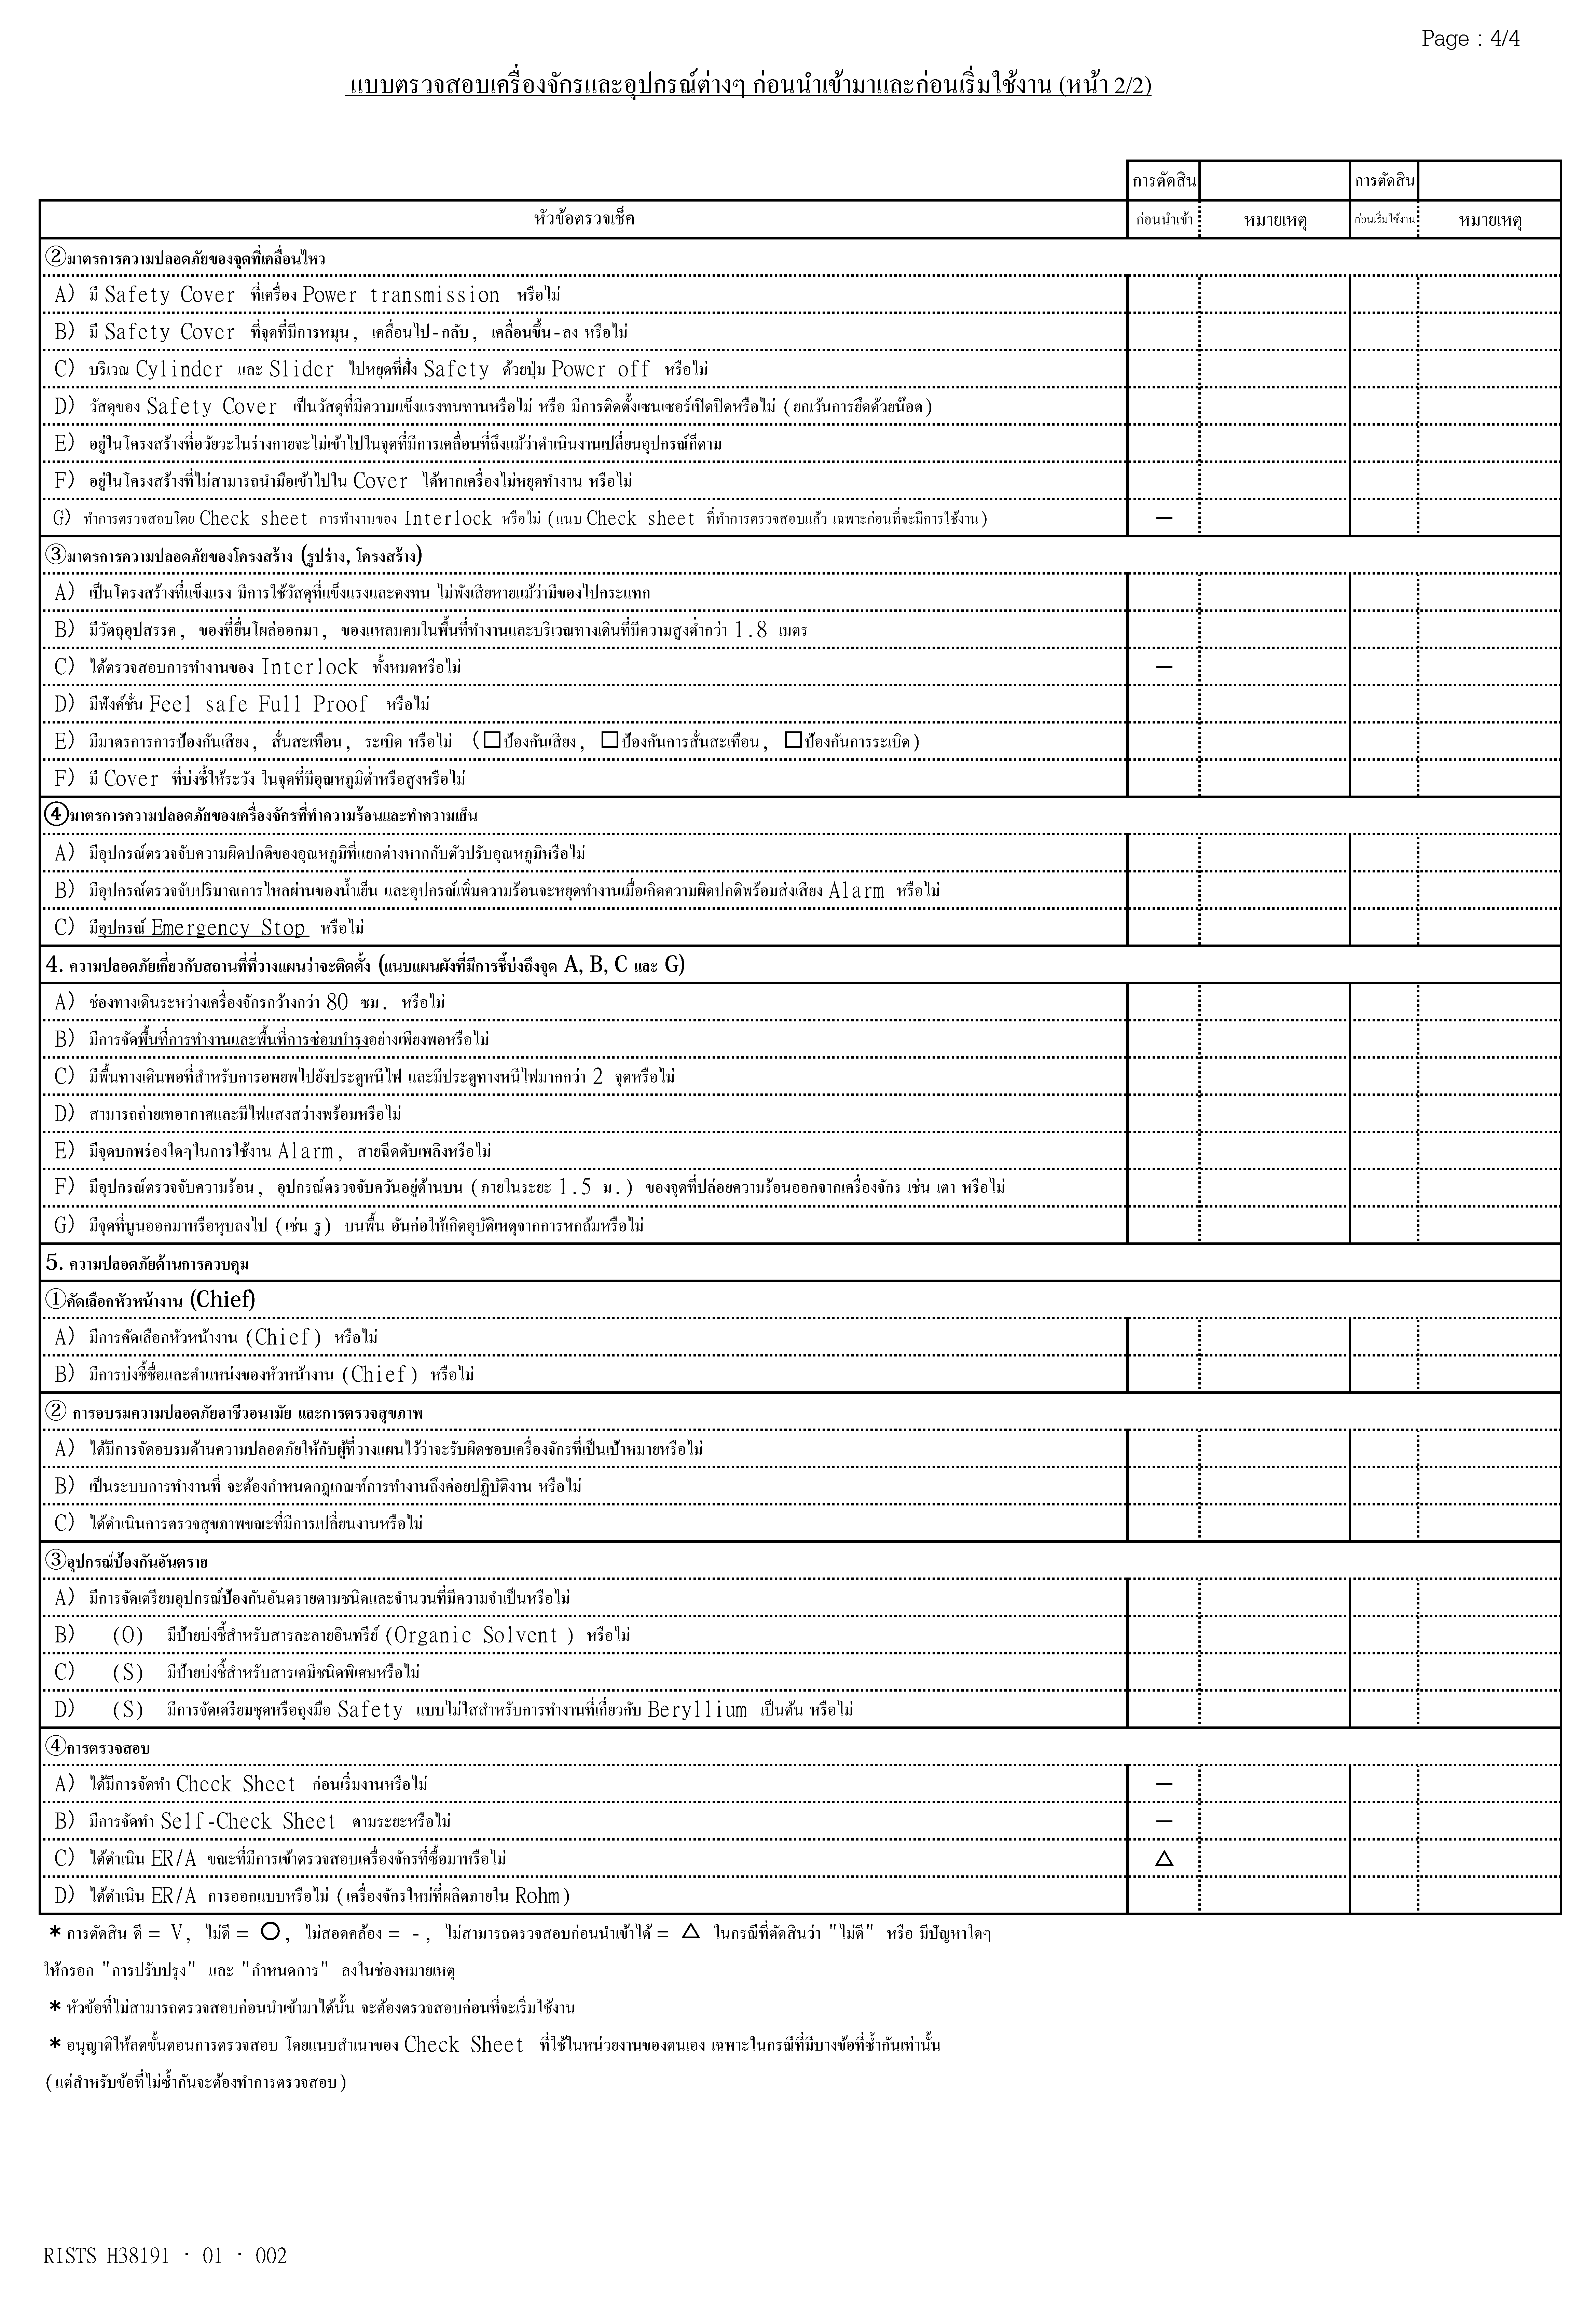 Page : 4/4
แบบตรวจสอบเครื่องจักรและอุปกรณ์ต่างๆ ก่อนนำเข้ามาและก่อนเริ่มใช้งาน (หน้า 2/2)
การตัดสิน การตัดสิน
หัวข้อตรวจเช็ค ก่อนนำเข้า หมายเหตุ ก่อนเริ่มใช้งาน หมายเหตุ
②มาตรการความปลอดภัยของจุดที่เคลื่อนไหว
A) มี Safety Cover ที่เครื่อง Power transmission หรือไม่
B) มี Safety Cover ที่จุดที่มีการหมุน, เคลื่อนไป-กลับ, เคลื่อนขึ้น-ลง หรือไม่
C) บริเวณ Cylinder และ Slider ไปหยุดที่ฝั่ง Safety ด้วยปุ่ม Power off หรือไม่
D) วัสดุของ Safety Cover เป็นวัสดุที่มีความแข็งแรงทนทานหรือไม่ หรือ มีการติดตั้งเซนเซอร์เปิดปิดหรือไม่ (ยกเว้นการยึดด้วยน๊อต)
E) อยู่ในโครงสร้างที่อวัยวะในร่างกายจะไม่เข้าไปในจุดที่มีการเคลื่อนที่ถึงแม้ว่าดำเนินงานเปลี่ยนอุปกรณ์ก็ตาม
F) อยู่ในโครงสร้างที่ไม่สามารถนำมือเข้าไปใน Cover ได้หากเครื่องไม่หยุดทำงาน หรือไม่
G) ทำการตรวจสอบโดย Check sheet การทำงานของ Interlock หรือไม่ (แนบ Check sheet ที่ทำการตรวจสอบแล้ว เฉพาะก่อนที่จะมีการใช้งาน) —
③มาตรการความปลอดภัยของโครงสร้าง (รูปร่าง, โครงสร้าง)
A) เป็นโครงสร้างที่แข็งแรง มีการใช้วัสดุที่แข็งแรงและคงทน ไม่พังเสียหายแม้ว่ามีของไปกระแทก
B) มีวัตถุอุปสรรค, ของที่ยื่นโผล่ออกมา, ของแหลมคมในพื้นที่ทำงานและบริเวณทางเดินที่มีความสูงต่ำกว่า 1.8 เมตร
C) ได้ตรวจสอบการทำงานของ Interlock ทั้งหมดหรือไม่ —
D) มีฟังค์ชั่น Feel safe Full Proof หรือไม่
E) มีมาตรการการป้องกันเสียง, สั่นสะเทือน, ระเบิด หรือไม่ (□ป้องกันเสียง, □ป้องกันการสั่นสะเทือน, □ป้องกันการระเบิด)
F) มี Cover ที่บ่งชี้ให้ระวัง ในจุดที่มีอุณหภูมิต่ำหรือสูงหรือไม่
④มาตรการความปลอดภัยของเครื่องจักรที่ทำความร้อนและทำความเย็น
A) มีอุปกรณ์ตรวจจับความผิดปกติของอุณหภูมิที่แยกต่างหากกับตัวปรับอุณหภูมิหรือไม่
B) มีอุปกรณ์ตรวจจับปริมาณการไหลผ่านของน้ำเย็น และอุปกรณ์เพิ่มความร้อนจะหยุดทำงานเมื่อเกิดความผิดปกติพร้อมส่งเสียง Alarm หรือไม่
C) มีอุปกรณ์ Emergency Stop หรือไม่
4. ความปลอดภัยเกี่ยวกับสถานที่ที่วางแผนว่าจะติดตั้ง (แนบแผนผังที่มีการชี้บ่งถึงจุด A, B, C และ G)
A) ช่องทางเดินระหว่างเครื่องจักรกว้างกว่า 80 ซม. หรือไม่
B) มีการจัดพื้นที่การทำงานและพื้นที่การซ่อมบำรุงอย่างเพียงพอหรือไม่
C) มีพื้นทางเดินพอที่สำหรับการอพยพไปยังประตูหนีไฟ และมีประตูทางหนีไฟมากกว่า 2 จุดหรือไม่
D) สามารถถ่ายเทอากาศและมีไฟแสงสว่างพร้อมหรือไม่
E) มีจุดบกพร่องใดๆในการใช้งาน Alarm, สายฉีดดับเพลิงหรือไม่
F) มีอุปกรณ์ตรวจจับความร้อน, อุปกรณ์ตรวจจับควันอยู่ด้านบน (ภายในระยะ 1.5 ม.) ของจุดที่ปล่อยความร้อนออกจากเครื่องจักร เช่น เตา หรือไม่
G) มีจุดที่นูนออกมาหรือหุบลงไป (เช่น รู) บนพื้น อันก่อให้เกิดอุบัติเหตุจากการหกล้มหรือไม่
5. ความปลอดภัยด้านการควบคุม
①คัดเลือกหัวหน้างาน (Chief)
A) มีการคัดเลือกหัวหน้างาน (Chief) หรือไม่
B) มีการบ่งชี้ชื่อและตำแหน่งของหัวหน้างาน (Chief) หรือไม่
② การอบรมความปลอดภัยอาชีวอนามัย และการตรวจสุขภาพ
A) ได้มีการจัดอบรมด้านความปลอดภัยให้กับผู้ที่วางแผนไว้ว่าจะรับผิดชอบเครื่องจักรที่เป็นเป้าหมายหรือไม่
B) เป็นระบบการทำงานที่ จะต้องกำหนดกฎเกณฑ์การทำงานถึงค่อยปฏิบัติงาน หรือไม่
C) ได้ดำเนินการตรวจสุขภาพขณะที่มีการเปลี่ยนงานหรือไม่
③อุปกรณ์ป้องกันอันตราย
A) มีการจัดเตรียมอุปกรณ์ป้องกันอันตรายตามชนิดและจำนวนที่มีความจำเป็นหรือไม่
B) (O) มีป้ายบ่งชี้สำหรับสารละลายอินทรีย์ (Organic Solvent ) หรือไม่
C) (S) มีป้ายบ่งชี้สำหรับสารเคมีชนิดพิเศษหรือไม่
D) (S) มีการจัดเตรียมชุดหรือถุงมือ Safety แบบไม่ใสสำหรับการทำงานที่เกี่ยวกับ Beryllium เป็นต้น หรือไม่
④การตรวจสอบ
A) ได้มีการจัดทำ Check Sheet ก่อนเริ่มงานหรือไม่ —
B) มีการจัดทำ Self-Check Sheet ตามระยะหรือไม่ —
C) ได้ดำเนิน ER/A ขณะที่มีการเข้าตรวจสอบเครื่องจักรที่ซื้อมาหรือไม่ △
D) ได้ดำเนิน ER/A การออกแบบหรือไม่ (เครื่องจักรใหม่ที่ผลิตภายใน Rohm)
* การตัดสิน ดี = V, ไม่ดี = ○, ไม่สอดคล้อง = -, ไม่สามารถตรวจสอบก่อนนำเข้าได้ = △ ในกรณีที่ตัดสินว่า "ไม่ดี" หรือ มีปัญหาใดๆ
ให้กรอก "การปรับปรุง" และ "กำหนดการ" ลงในช่องหมายเหตุ
* หัวข้อที่ไม่สามารถตรวจสอบก่อนนำเข้ามาได้นั้น จะต้องตรวจสอบก่อนที่จะเริ่มใช้งาน
* อนุญาติให้ลดขั้นตอนการตรวจสอบ โดยแนบสำเนาของ Check Sheet ที่ใช้ในหน่วยงานของตนเอง เฉพาะในกรณีที่มีบางข้อที่ซ้ำกันเท่านั้น
(แต่สำหรับข้อที่ไม่ซ้ำกันจะต้องทำการตรวจสอบ)
RISTS H38191 · 01 · 002